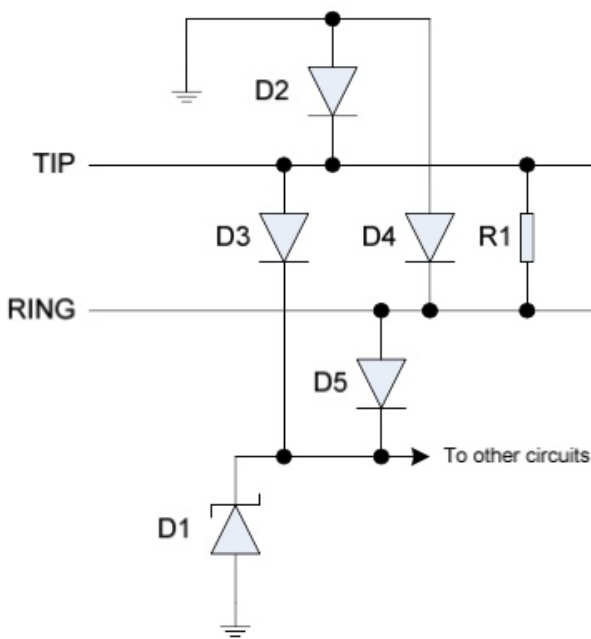 D2
TIP
D3
D4
R1
RING
D5
To other circuits
D1